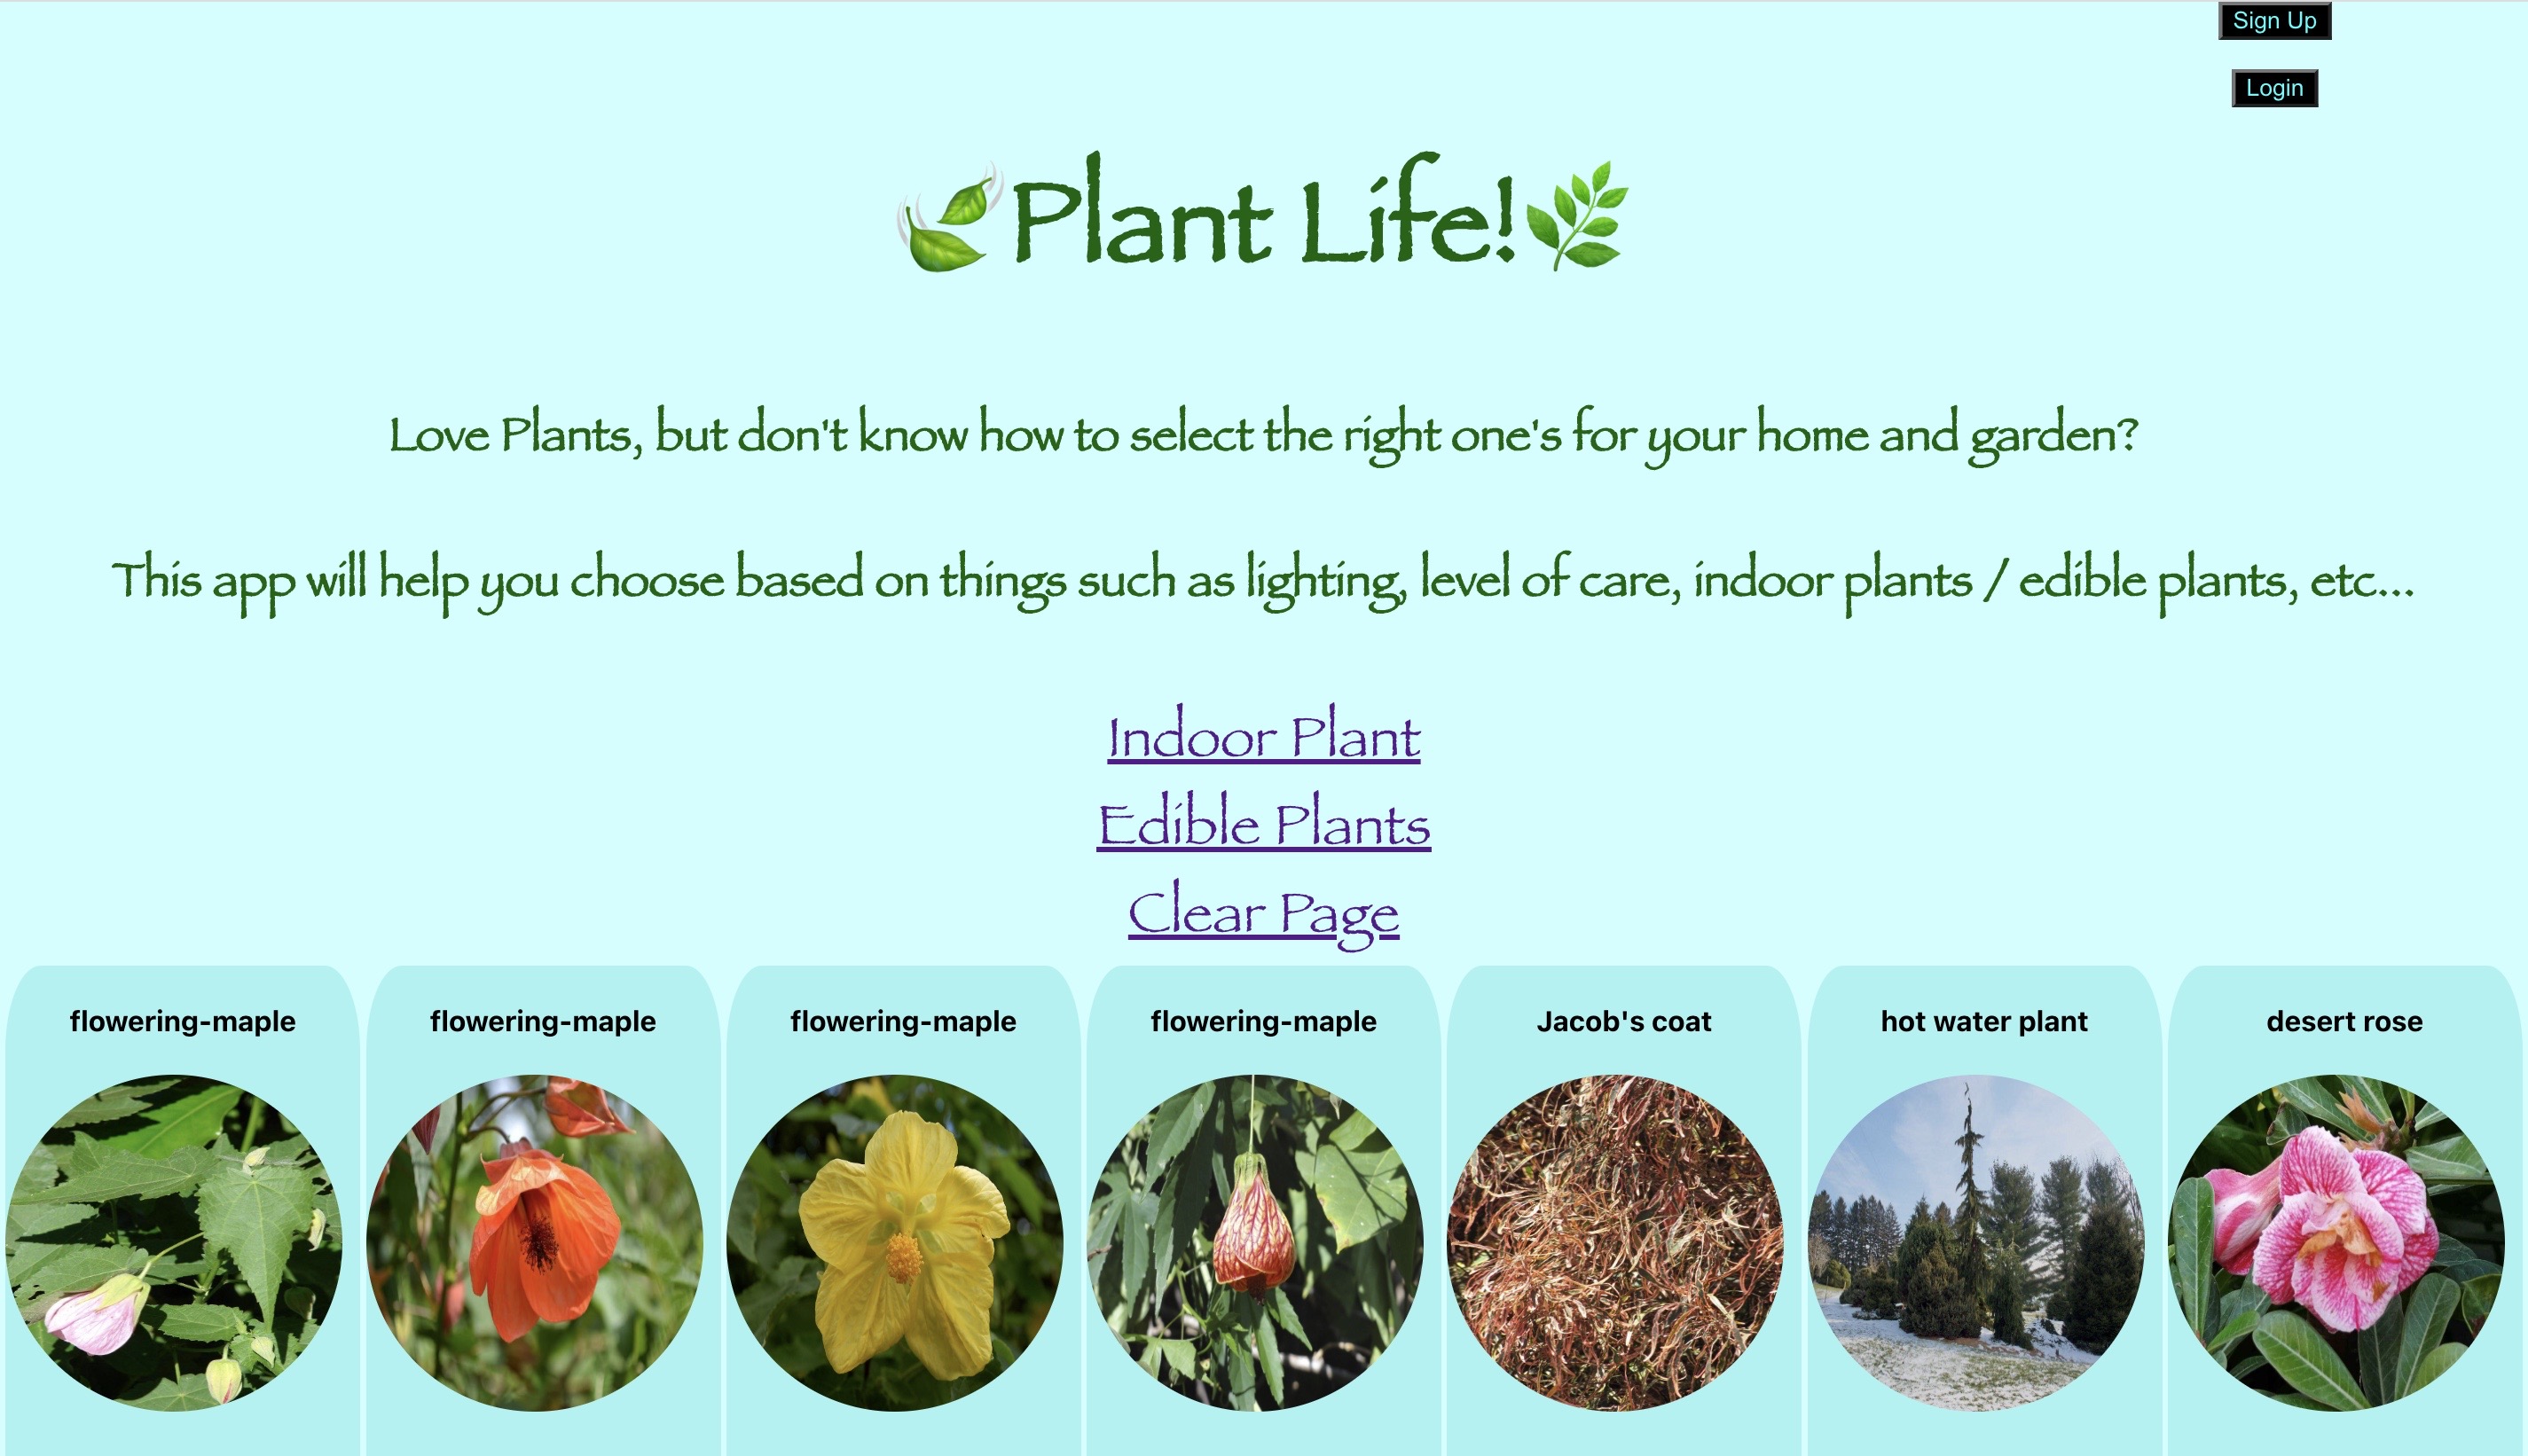 Sign Up
Login
🍃Plant Life!🌿
Love Plants, but don't know how to select the right one's for your home and garden?
This app will help you choose based on things such as lighting, level of care, indoor plants / edible plants, etc...
Indoor Plant
Edible Plants
Clear Page
flowering-maple
flowering-maple
flowering-maple
flowering-maple
Jacob's coat
hot water plant
desert rose